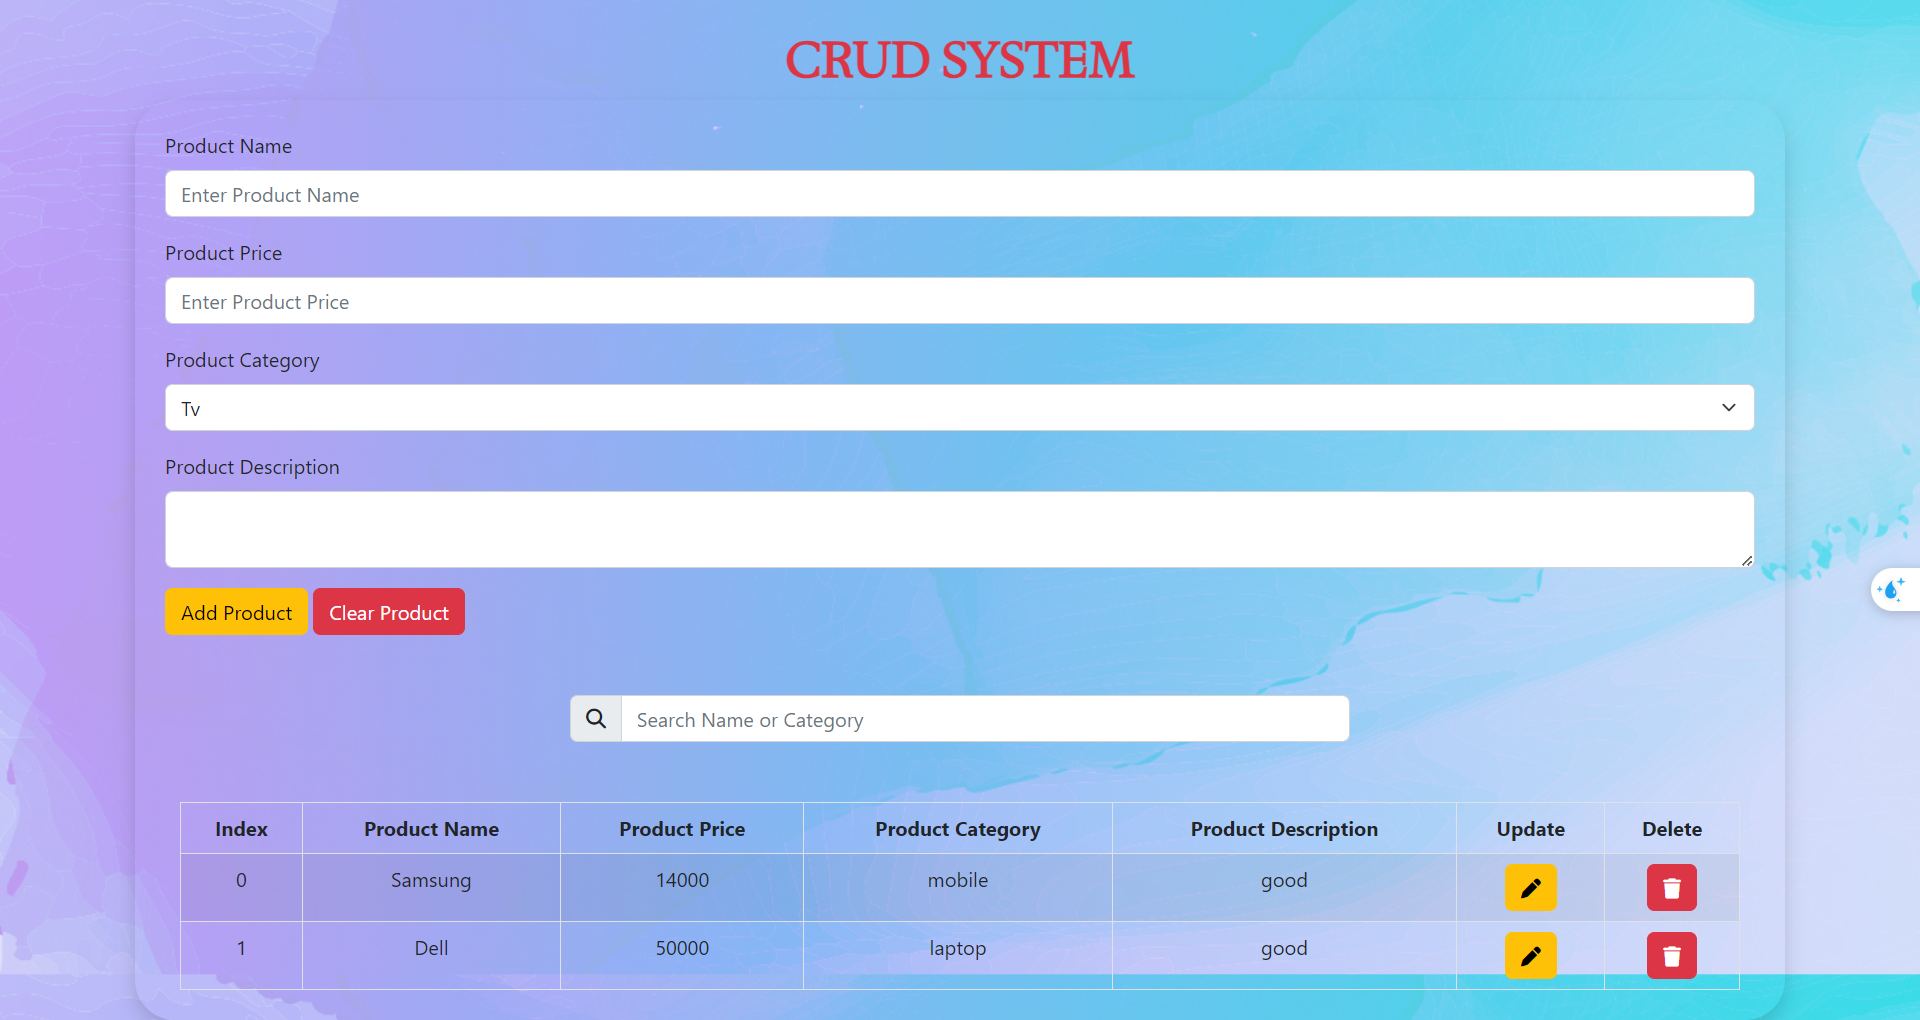 CRUD SYSTEM
Product Name
Enter Product Name
Product Price
Enter Product Price
Product Category
Tv
Product Description
Add Product Clear Product
Search Name or Category
Index Product Name Product Price Product Category Product Description Update Delete
0 Samsung 14000 mobile good
1 Dell 50000 laptop good